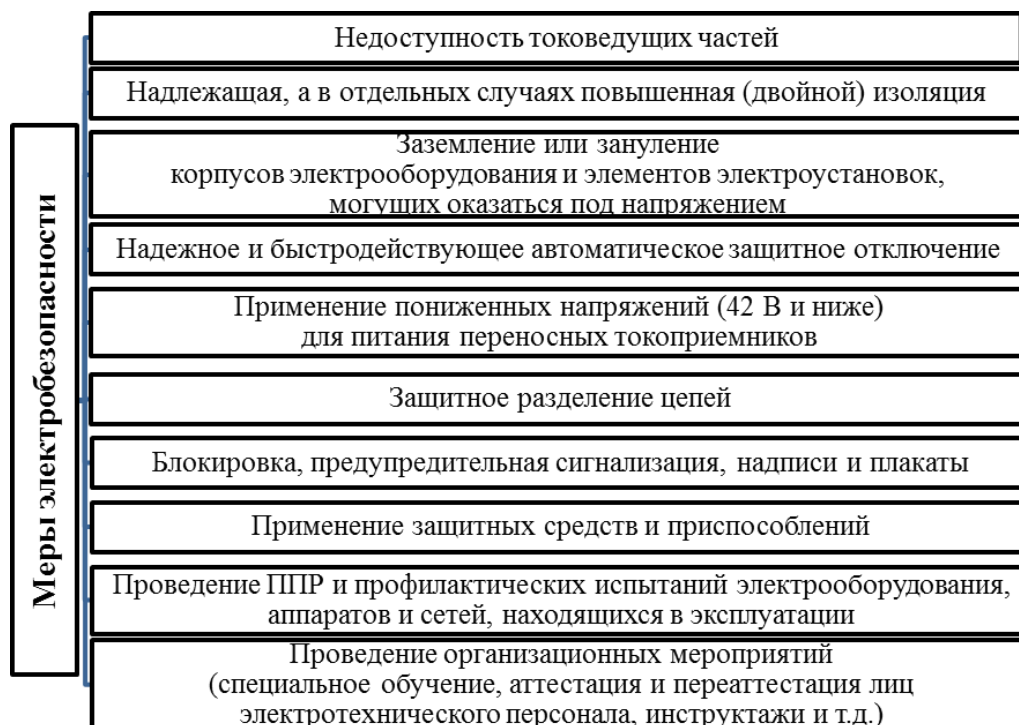 Меры электробезопасности
Недоступность токоведущих частей
Надлежащая, а в отдельных случаях повышенная (двойной) изоляция
Заземление или зануление
корпусов электрооборудования и элементов электроустановок,
могущих оказаться под напряжением
Надежное и быстродействующее автоматическое защитное отключение
Применение пониженных напряжений (42 В и ниже)
для питания переносных токоприемников
Защитное разделение цепей
Блокировка, предупредительная сигнализация, надписи и плакаты
Применение защитных средств и приспособлений
Проведение ППР и профилактических испытаний электрооборудования,
аппаратов и сетей, находящихся в эксплуатации
Проведение организационных мероприятий
(специальное обучение, аттестация и переаттестация лиц
электротехнического персонала, инструктажи и т.д.)